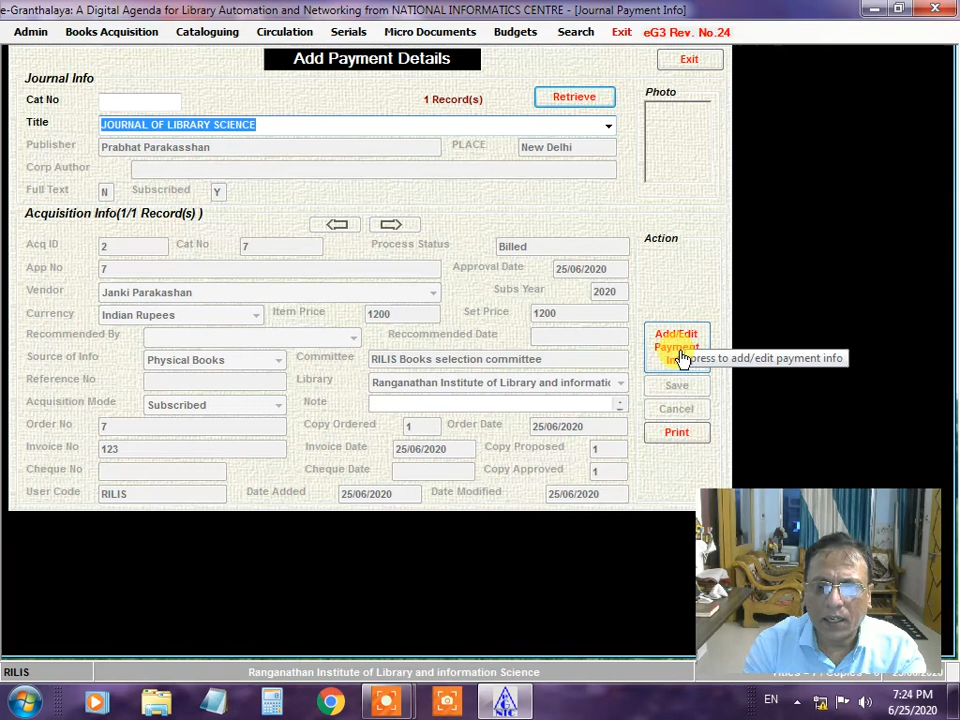 e-Granthalaya: A Digital Agenda for Library Automation and Networking from NATIONAL INFORMATICS CENTRE - [Journal Payment Info]
Admin Books Acquisition Cataloguing Circulation Serials Micro Documents Budgets Search Exit eG3 Rev. No.24
Add Payment Details Exit
Journal Info
Photo
Cat No 1 Record(s) Retrieve
Title JOURNAL OF LIBRARY SCIENCE
Publisher Prabhat Parakasshan PLACE New Delhi
Corp Author
Full Text N Subscribed Y
Acquisition Info(1/1 Record(s) )
Action
Acq ID 2 Cat No 7 Process Status Billed
App No 7 Approval Date 25/06/2020
Vendor Janki Parakashan Subs Year 2020
Currency Indian Rupees Item Price 1200 Set Price 1200
Recommended By Reccommended Date
Add/Edit Payment
press to add/edit payment info
Source of Info Physical Books Committee RILIS Books selection committee
Reference No Library Ranganathan Institute of Library and informatic
Save
Acquisition Mode Subscribed Note
Cancel
Order No 7 Copy Ordered 1 Order Date 25/06/2020
Print
Invoice No 123 Invoice Date 25/06/2020 Copy Proposed 1
Cheque No Cheque Date Copy Approved 1
User Code RILIS Date Added 25/06/2020 Date Modified 25/06/2020
RILIS Ranganathan Institute of Library and information Science
NIC
EN 7:24 PM
6/25/2020